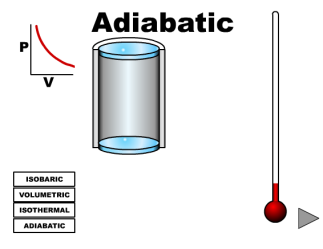 Adiabatic
P
V
ISOBARIC
VOLUMETRIC
ISOTHERMAL
ADIABATIC